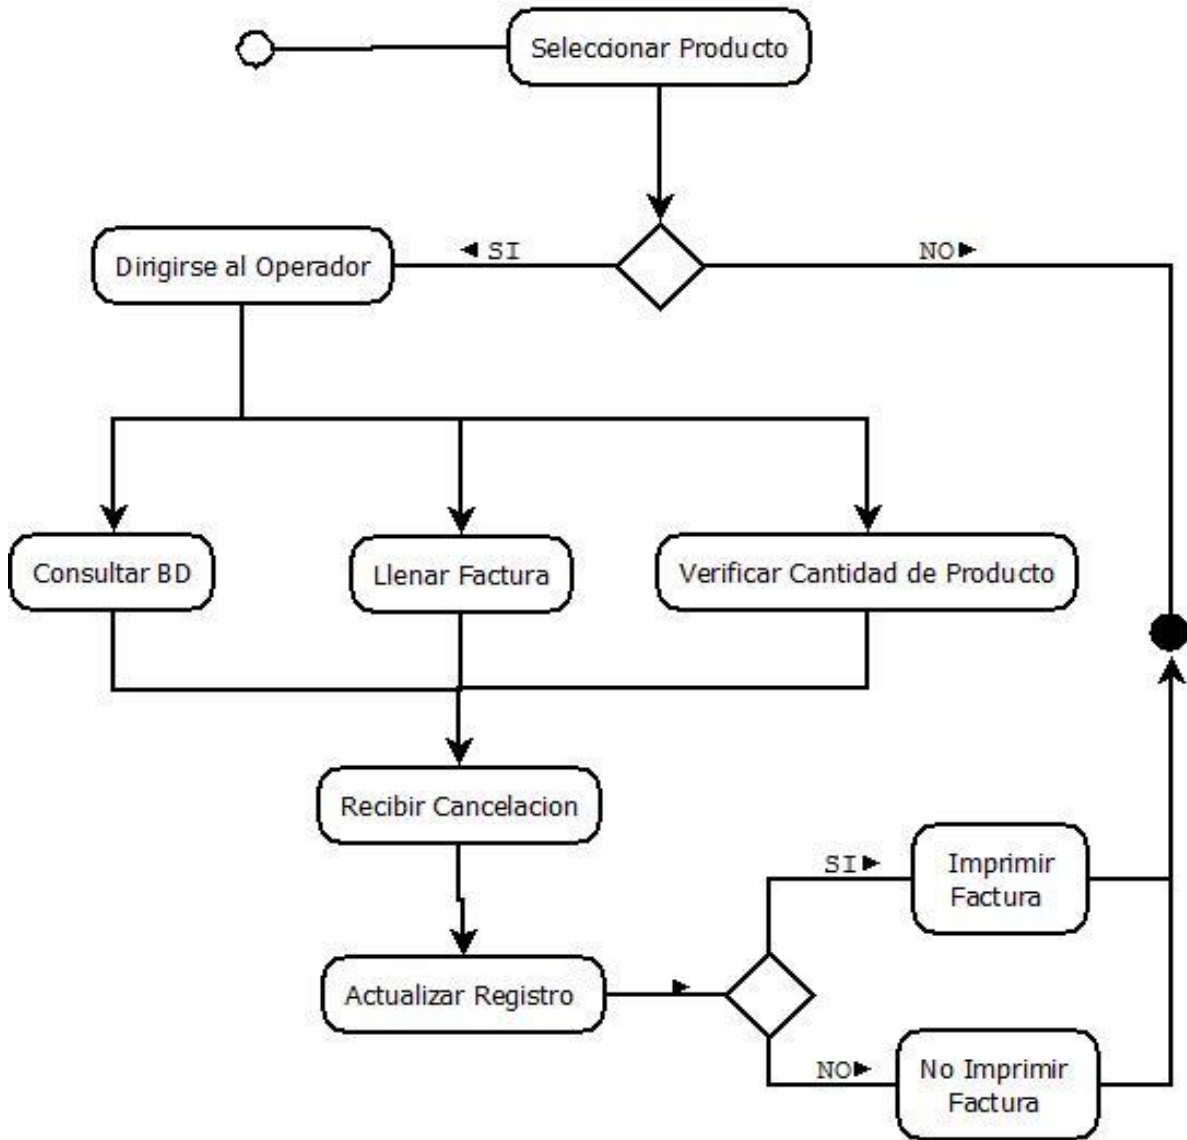 Seleccionar Producto
SI
NO
Dirigirse al Operador
Consultar BD
Llenar Factura
Verificar Cantidad de Producto
Recibir Cancelacion
SI
Imprimir
Factura
Actualizar Registro
NO
No Imprimir
Factura